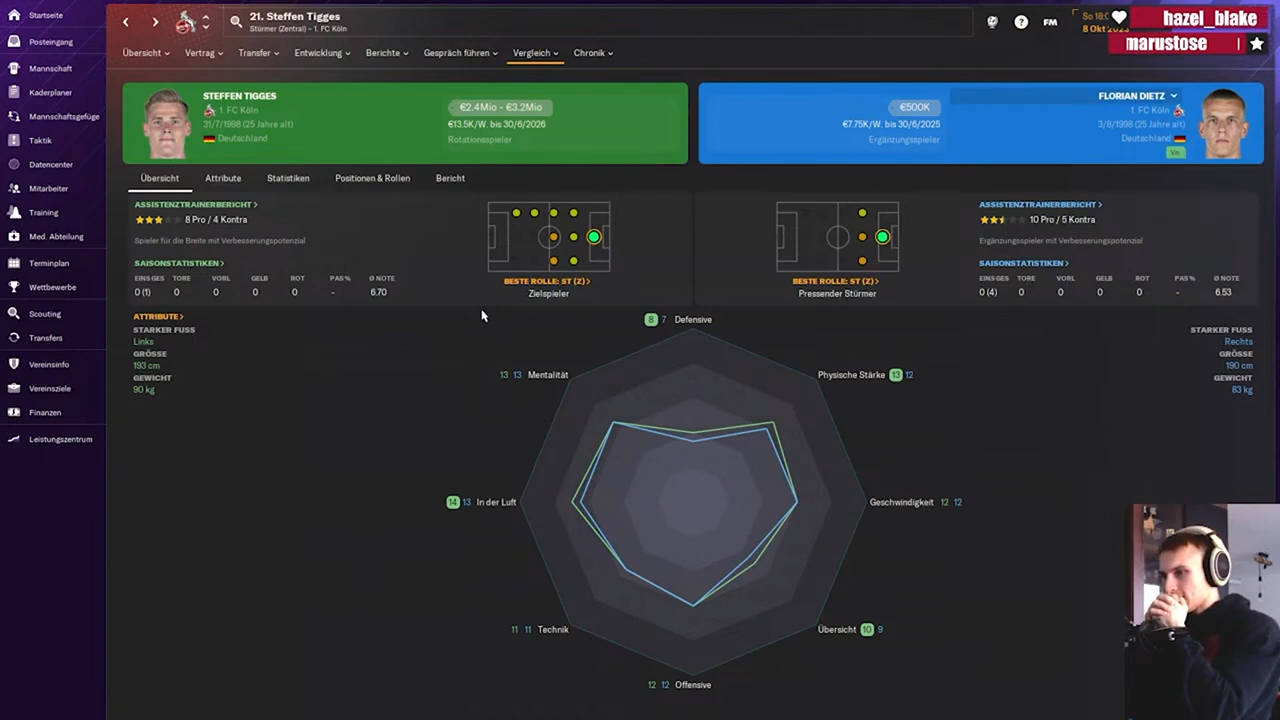 Startseite
Posteingang
Mannschaft
Kaderplaner
Mannschaftsgefüge
Taktik
Datencenter
Mitarbeiter
Training
Med. Abteilung
Terminplan
Wettbewerbe
Scouting
Transfers
Vereinsinfo
Vereinsziele
Finanzen
Leistungszentrum
21. Steffen Tigges
Stürmer (Zentral) - 1. FC Köln
FM
8 Okt 2023
hazel_blake
marustose
Übersicht
Vertrag
Transfer
Entwicklung
Berichte
Gespräch führen
Vergleich
Chronik
STEFFEN TIGGES
1. FC Köln
31/7/1998 (25 Jahre alt)
Deutschland
€2.4Mio - €3.2Mio
€13.5K/W. bis 30/6/2026
Rotationsspieler
€500K
€7.75K/W. bis 30/6/2025
Ergänzungsspieler
FLORIAN DIETZ
1. FC Köln
3/8/1998 (25 Jahre alt)
Deutschland
Übersicht
Attribute
Statistiken
Positionen & Rollen
Bericht
ASSISTENZTRAINERBERICHT >
8 Pro / 4 Kontra
Spieler für die Breite mit Verbesserungspotenzial
SAISONSTATISTIKEN >
EINSGES TORE VORL GELB ROT PAS% Ø NOTE
0 (1) 0 0 0 0 - 6.70
BESTE ROLLE: ST (Z) >
Zielspieler
BESTE ROLLE: ST (Z) >
Pressender Stürmer
ASSISTENZTRAINERBERICHT >
10 Pro / 5 Kontra
Ergänzungsspieler mit Verbesserungspotenzial
SAISONSTATISTIKEN >
EINSGES TORE VORL GELB ROT PAS% Ø NOTE
0 (4) 0 0 0 0 - 6.53
ATTRIBUTE >
STARKER FUSS
Links
GRÖSSE
193 cm
GEWICHT
90 kg
STARKER FUSS
Rechts
GRÖSSE
190 cm
GEWICHT
83 kg
8 7 Defensive
13 13 Mentalität
Physische Stärke 13 12
14 13 In der Luft
Geschwindigkeit 12 12
11 11 Technik
Übersicht 10 9
12 12 Offensive